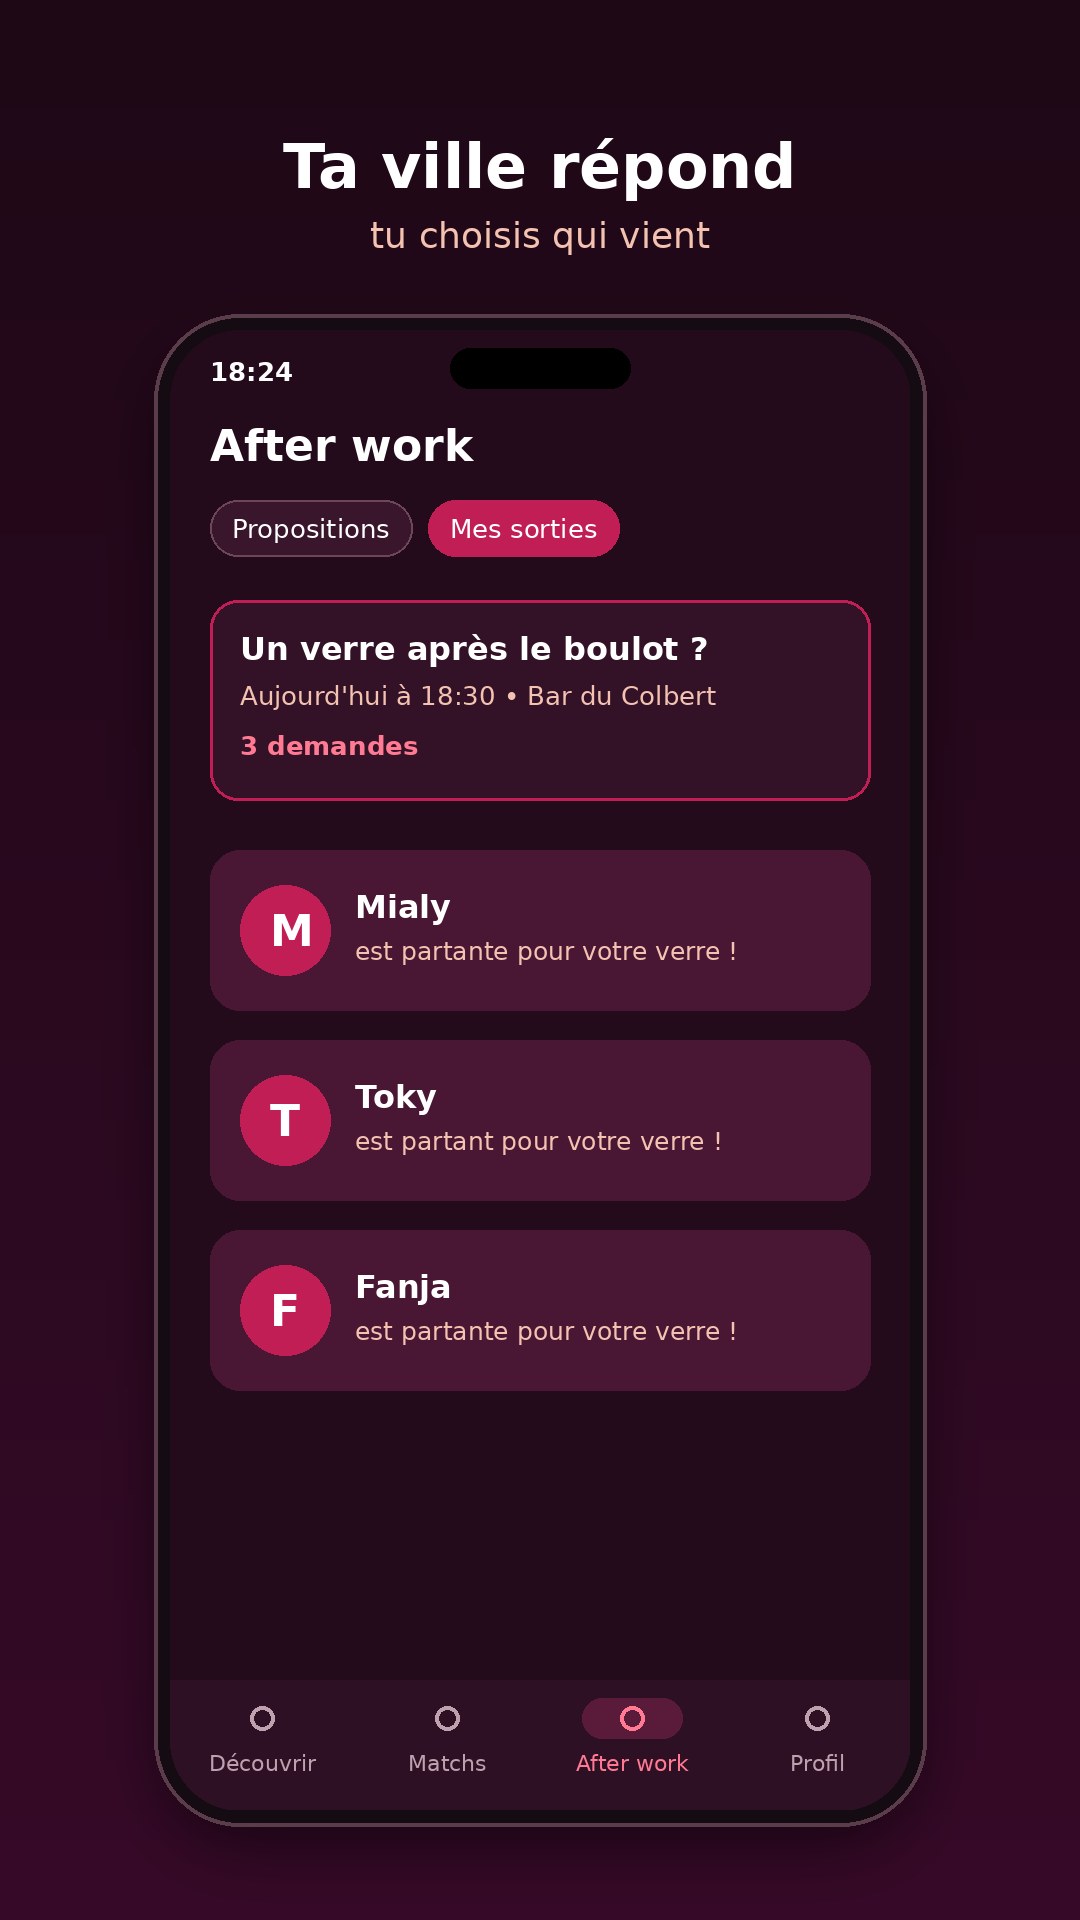 Ta ville répond
tu choisis qui vient
18:24
After work
Propositions
Mes sorties
Un verre après le boulot ?
Aujourd'hui à 18:30 • Bar du Colbert
3 demandes
M
Mialy
est partante pour votre verre !
T
Toky
est partant pour votre verre !
F
Fanja
est partante pour votre verre !
Découvrir
Matchs
After work
Profil